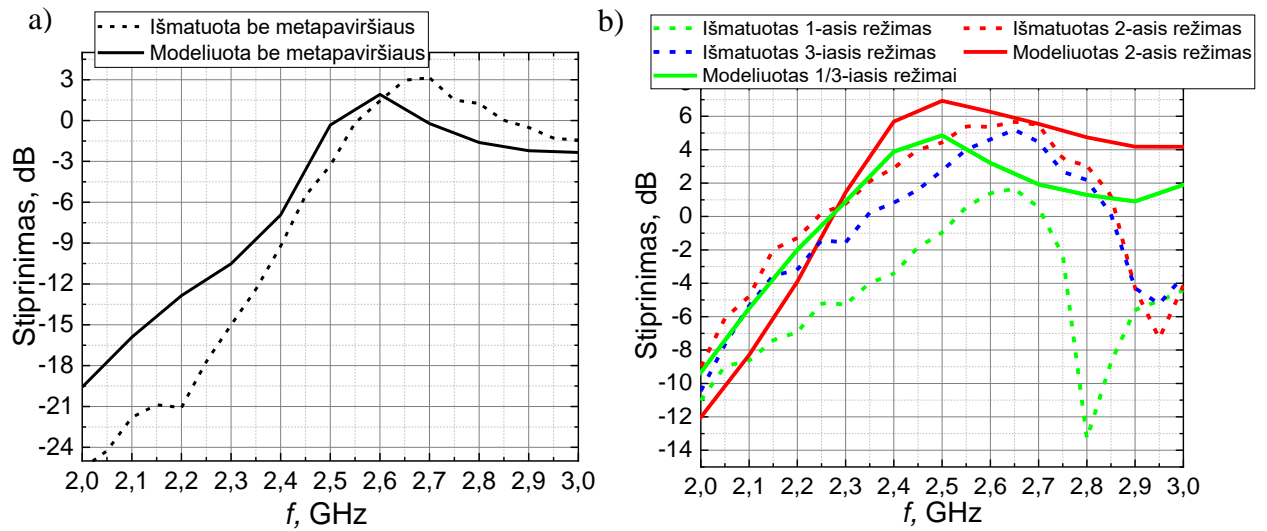 a)
Išmatuota be metapaviršiaus
Modeliuota be metapaviršiaus
Stiprinimas, dB
3
0
-3
-6
-9
-12
-15
-18
-21
-24
2,0 2,1 2,2 2,3 2,4 2,5 2,6 2,7 2,8 2,9 3,0
f, GHz
b)
Išmatuotas 1-asis režimas
Išmatuotas 2-asis režimas
Išmatuotas 3-iasis režimas
Modeliuotas 2-asis režimas
Modeliuotas 1/3-iasis režimai
Stiprinimas, dB
6
4
2
0
-2
-4
-6
-8
-10
-12
-14
2,0 2,1 2,2 2,3 2,4 2,5 2,6 2,7 2,8 2,9 3,0
f, GHz